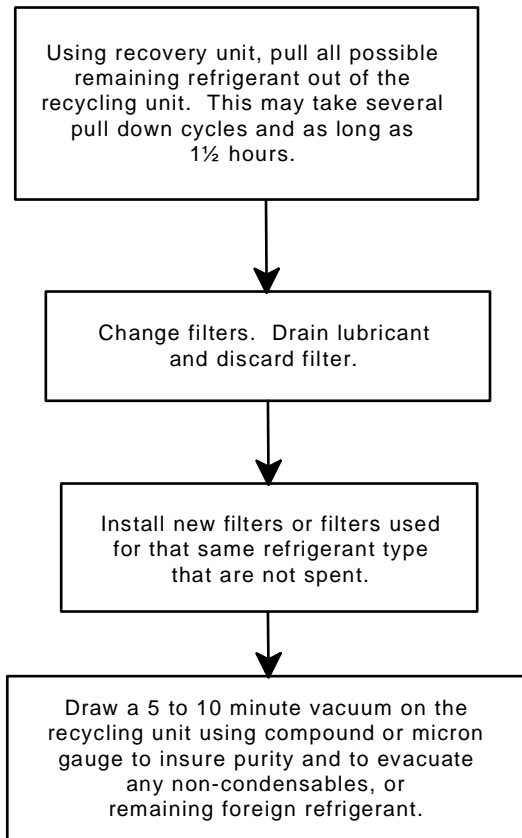 Using recovery unit, pull all possible
remaining refrigerant out of the
recycling unit. This may take several
pull down cycles and as long as
1½ hours.
Change filters. Drain lubricant
and discard filter.
Install new filters or filters used
for that same refrigerant type
that are not spent.
Draw a 5 to 10 minute vacuum on the
recycling unit using compound or micron
gauge to insure purity and to evacuate
any non-condensables, or
remaining foreign refrigerant.